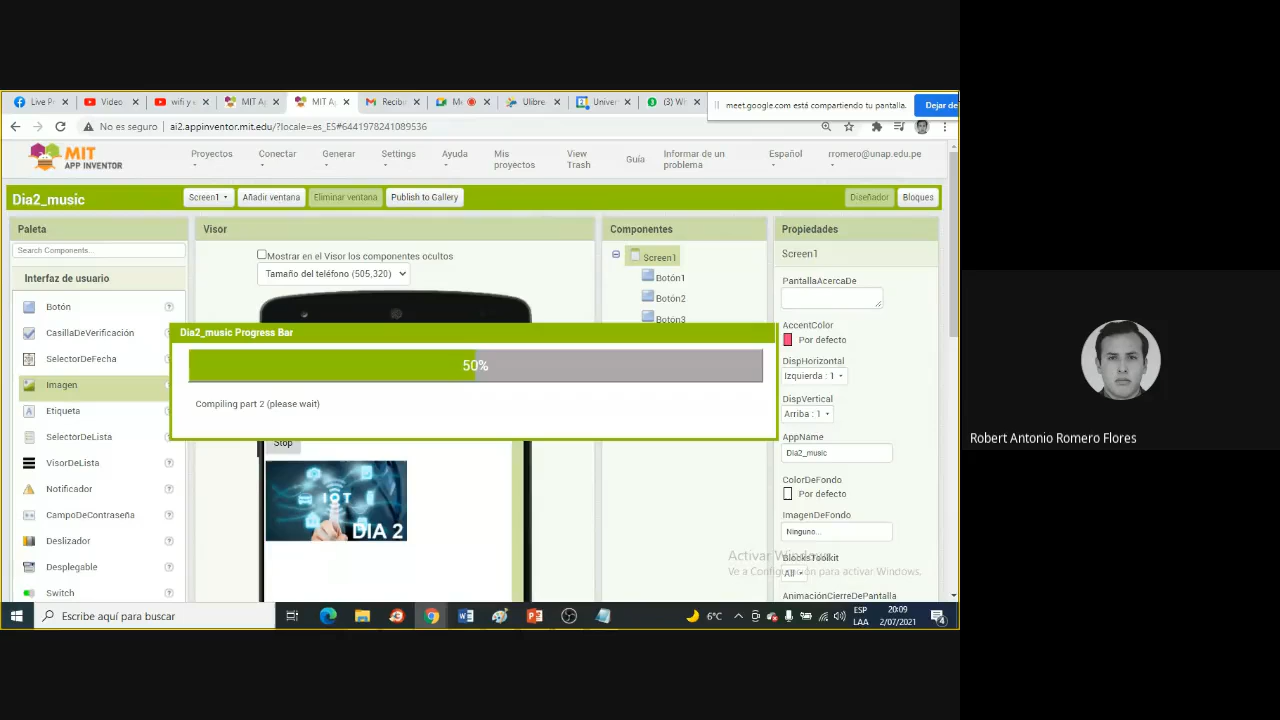 Live P
Video
wifi y
MIT A
MIT A
Recib
M
Ulibre
Univer
(3) W
meet.google.com está compartiendo tu pantalla.
Dejar de
No es seguro
ai2.appinventor.mit.edu/?locale=es_ES#6441978241089536
MIT
APP INVENTOR
Proyectos
Conectar
Generar
Settings
Ayuda
Mis proyectos
View Trash
Guía
Informar de un problema
Español
rromero@unap.edu.pe
Dia2_music
Screen1
Añadir ventana
Eliminar ventana
Publish to Gallery
Diseñador
Bloques
Paleta
Visor
Componentes
Propiedades
Search Components...
Interfaz de usuario
Botón
CasillaDeVerificación
SelectorDeFecha
Imagen
Etiqueta
SelectorDeLista
VisorDeLista
Notificador
CampoDeContraseña
Deslizador
Desplegable
Switch
Mostrar en el Visor los componentes ocultos
Tamaño del teléfono (505,320)
Dia2_music Progress Bar
50%
Compiling part 2 (please wait)
Stop
IOT
DIA 2
Screen1
Botón1
Botón2
Botón3
Screen1
PantallaAcercaDe
AccentColor
Por defecto
DispHorizontal
Izquierda : 1
DispVertical
Arriba : 1
AppName
Dia2_music
ColorDeFondo
Por defecto
ImagenDeFondo
Ninguno...
BlocksToolkit
All
AnimaciónCierreDePantalla
Activar Windows
Ve a Configuración para activar Windows.
Escribe aquí para buscar
6°C
ESP
LAA
20:09
2/07/2021
4
Robert Antonio Romero Flores